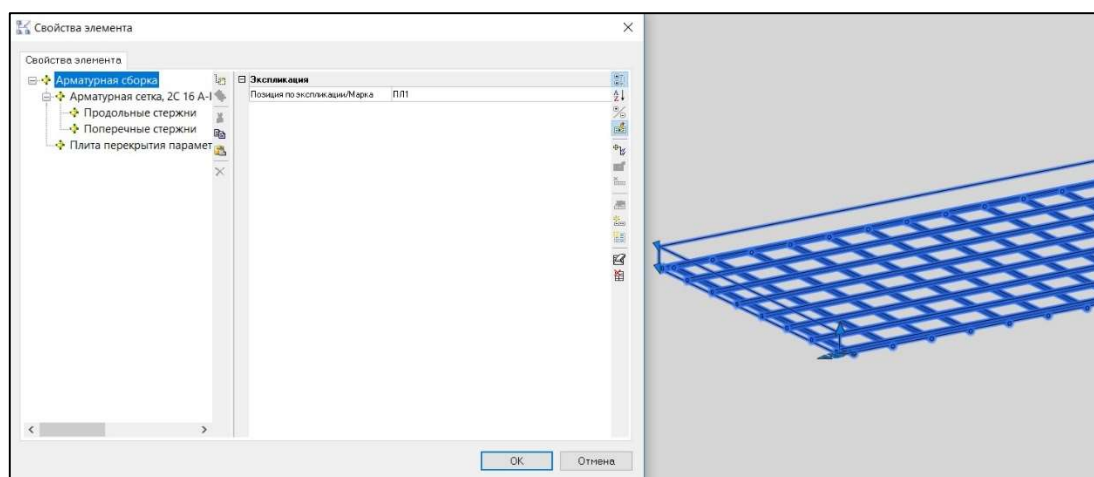 Свойства элемента
Свойства элемента
Арматурная сборка
Арматурная сетка, 2С 16 А-I
Продольные стержни
Поперечные стержни
Плита перекрытия парамет
Экспликация
Позиция по экспликации/Марка ПЛ1
OK Отмена